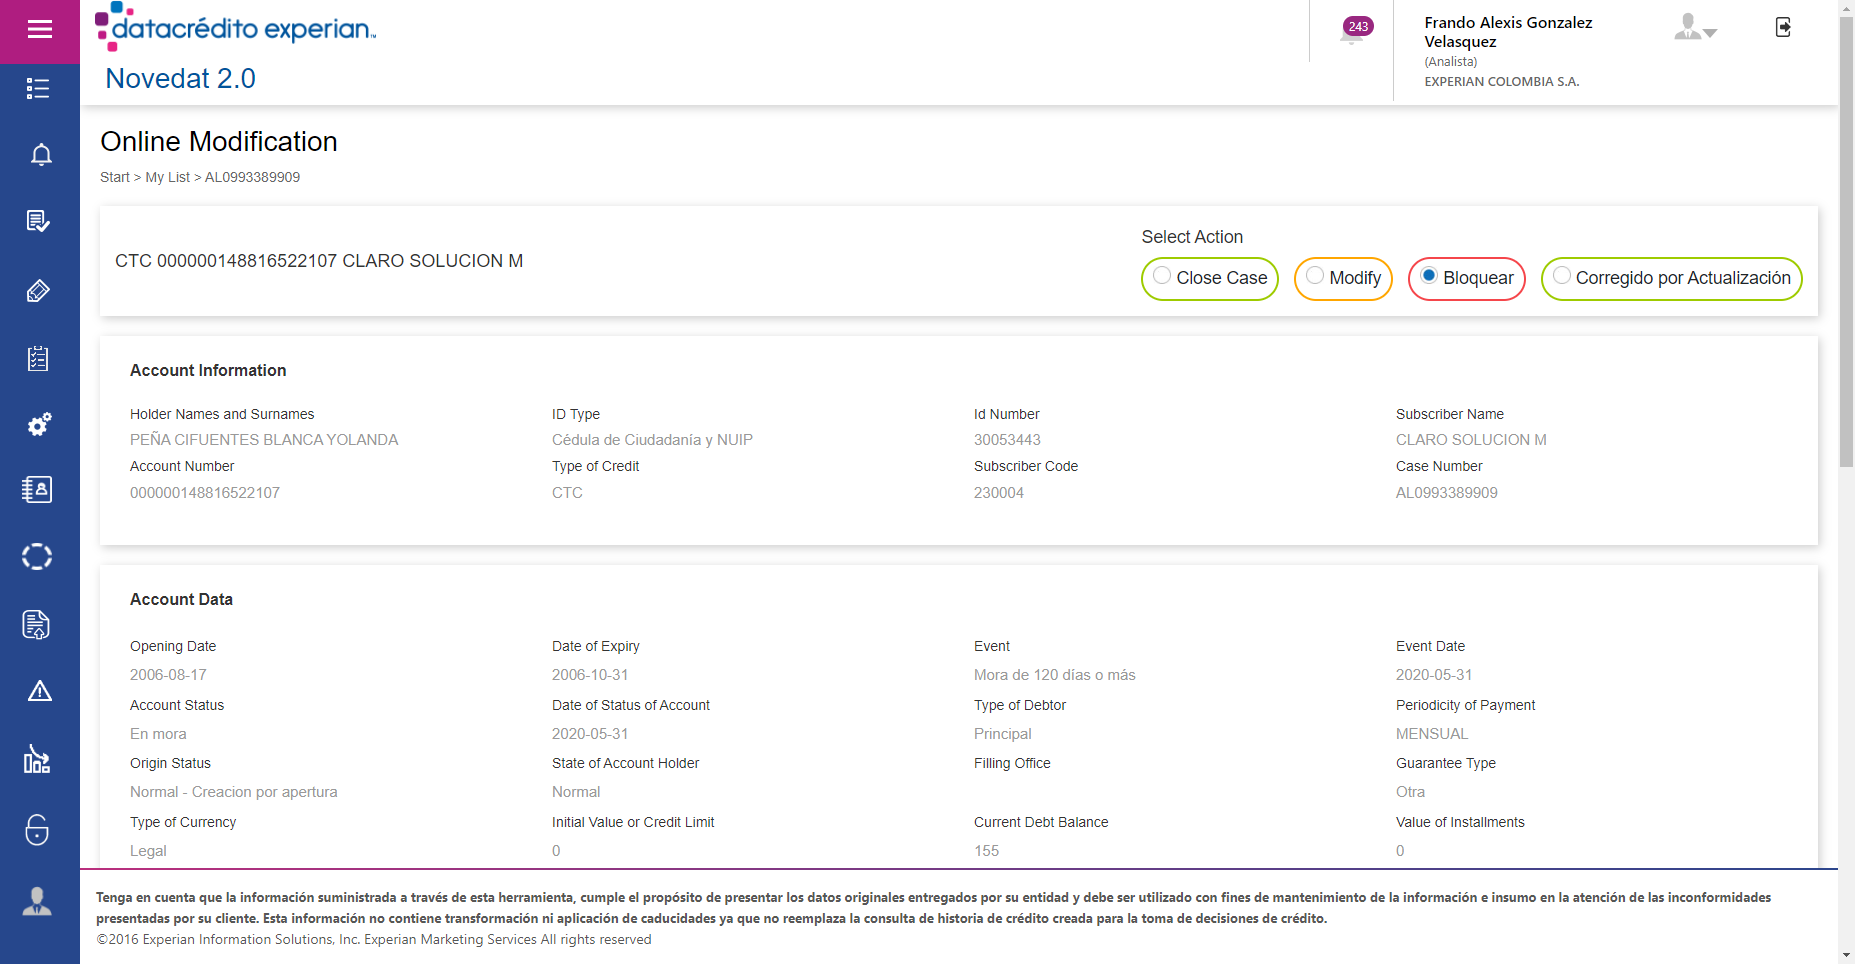 datacrédito experian™
Novedat 2.0
243
Frando Alexis Gonzalez
Velasquez
(Analista)
EXPERIAN COLOMBIA S.A.
Online Modification
Start > My List > AL0993389909
CTC 000000148816522107 CLARO SOLUCION M
Select Action
Close Case Modify Bloquear Corregido por Actualización
Account Information
Holder Names and Surnames ID Type Id Number Subscriber Name
PEÑA CIFUENTES BLANCA YOLANDA Cédula de Ciudadanía y NUIP 30053443 CLARO SOLUCION M
Account Number Type of Credit Subscriber Code Case Number
000000148816522107 CTC 230004 AL0993389909
Account Data
Opening Date Date of Expiry Event Event Date
2006-08-17 2006-10-31 Mora de 120 días o más 2020-05-31
Account Status Date of Status of Account Type of Debtor Periodicity of Payment
En mora 2020-05-31 Principal MENSUAL
Origin Status State of Account Holder Filling Office Guarantee Type
Normal - Creacion por apertura Normal Otra
Type of Currency Initial Value or Credit Limit Current Debt Balance Value of Installments
Legal 0 155 0
Tenga en cuenta que la información suministrada a través de esta herramienta, cumple el propósito de presentar los datos originales entregados por su entidad y debe ser utilizado con fines de mantenimiento de la información e insumo en la atención de las inconformidades
presentadas por su cliente. Esta información no contiene transformación ni aplicación de caducidades ya que no reemplaza la consulta de historia de crédito creada para la toma de decisiones de crédito.
©2016 Experian Information Solutions, Inc. Experian Marketing Services All rights reserved